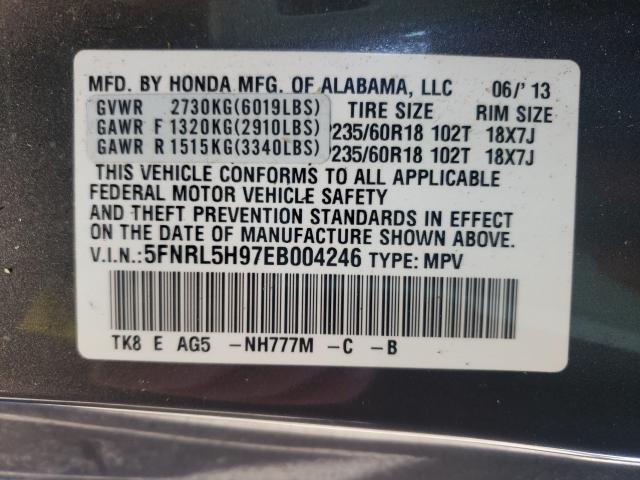 MFD. BY HONDA MFG. OF ALABAMA, LLC 06/' 13
GVWR 2730KG(6019LBS) TIRE SIZE RIM SIZE
GAWR F 1320KG(2910LBS) P235/60R18 102T 18X7J
GAWR R 1515KG(3340LBS) P235/60R18 102T 18X7J
THIS VEHICLE CONFORMS TO ALL APPLICABLE
FEDERAL MOTOR VEHICLE SAFETY
AND THEFT PREVENTION STANDARDS IN EFFECT
ON THE DATE OF MANUFACTURE SHOWN ABOVE.
V.I.N.:5FNRL5H97EB004246 TYPE: MPV
TK8 E AG5 -NH777M -C -B